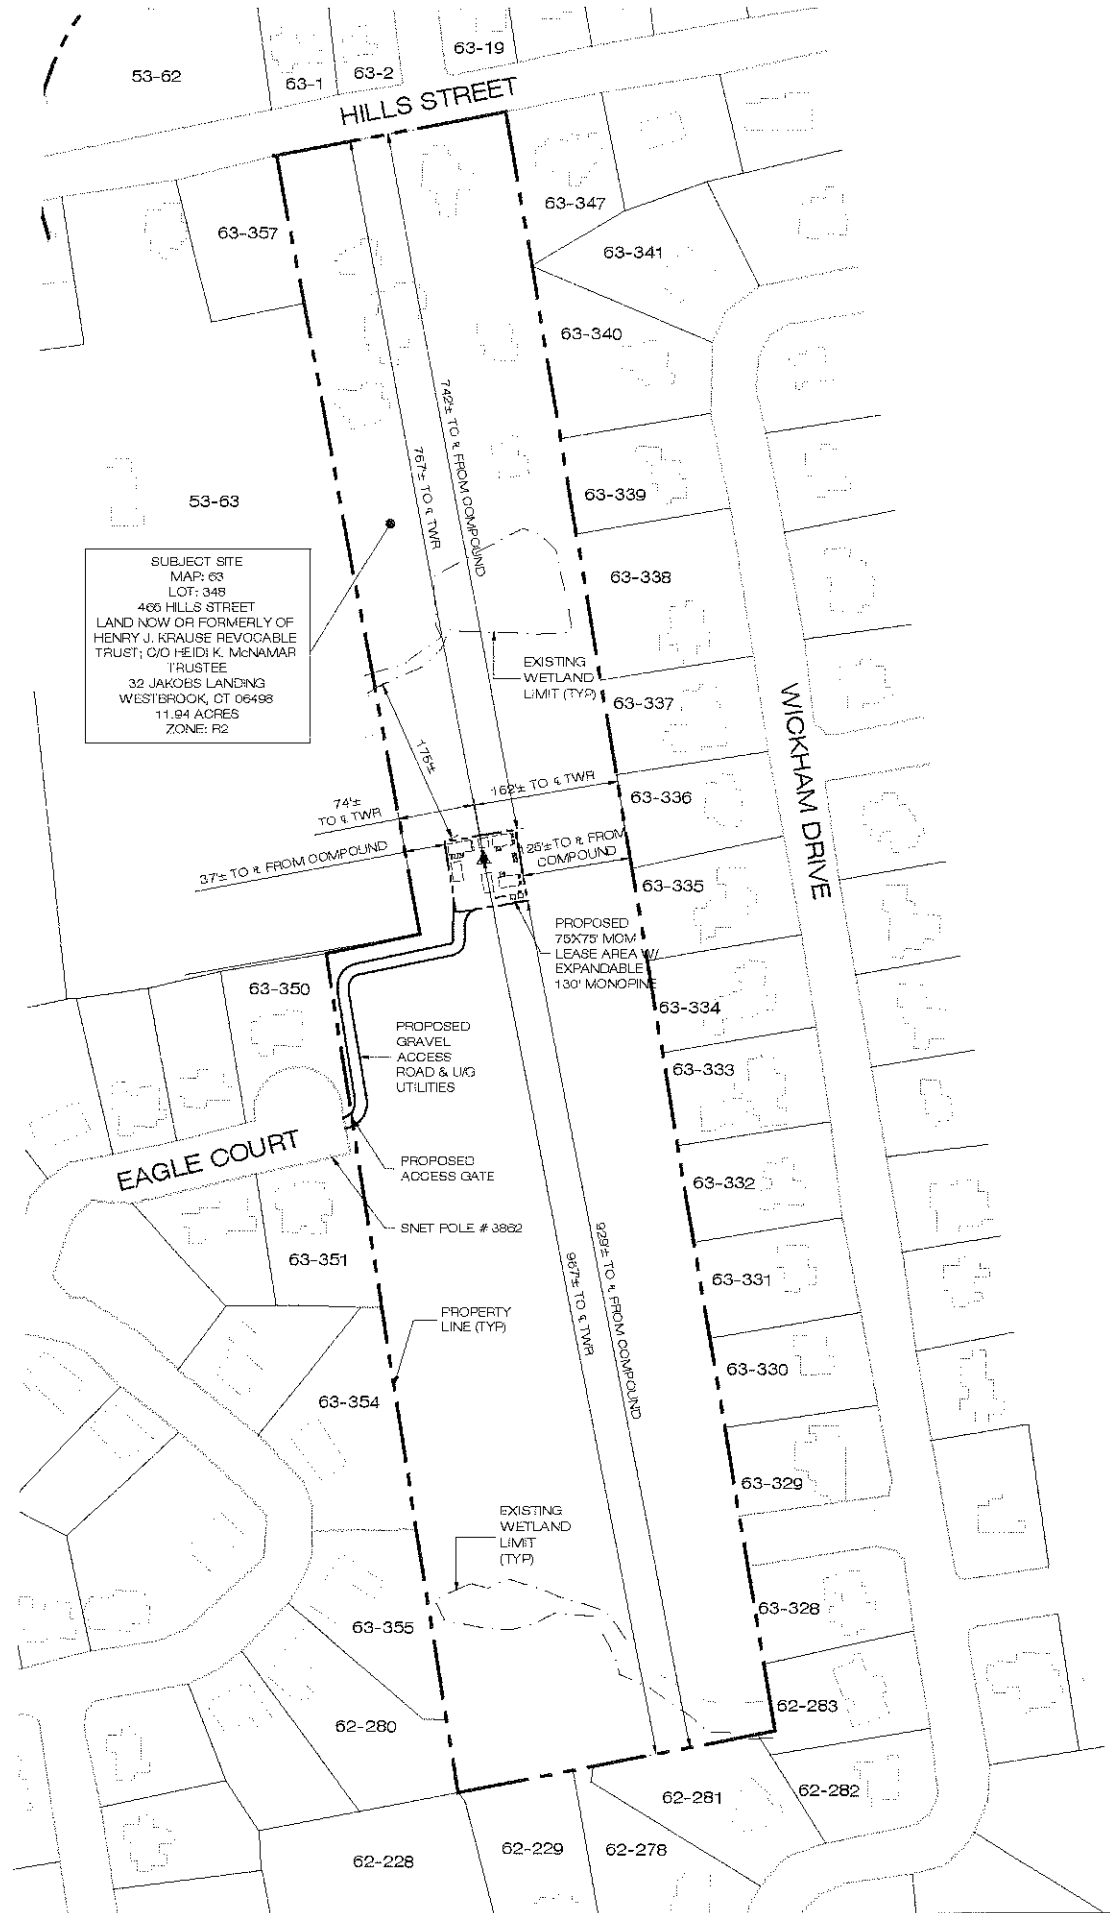 53-62
63-1
63-2
63-19
HILLS STREET
63-357
63-347
63-341
63-340
742'± TO ℞ FROM COMPOUND
767'± TO ℄ TWR
53-63
63-339
SUBJECT SITE
MAP: 63
LOT: 348
465 HILLS STREET
LAND NOW OR FORMERLY OF
HENRY J. KRAUSE REVOCABLE
TRUST; C/O HEIDI K. McNAMAR
TRUSTEE
32 JAKOBS LANDING
WESTBROOK, CT 06498
11.94 ACRES
ZONE: R2
63-338
EXISTING
WETLAND
LIMIT (TYP)
63-337
WICKHAM DRIVE
175'±
74'±
TO ℄ TWR
162'± TO ℄ TWR
63-336
37'± TO ℞ FROM COMPOUND
125'± TO ℞ FROM
COMPOUND
63-335
PROPOSED
75'X75' MCM
LEASE AREA W/
EXPANDABLE
130' MONOPINE
63-350
63-334
PROPOSED
GRAVEL
ACCESS
ROAD & U/G
UTILITIES
63-333
EAGLE COURT
PROPOSED
ACCESS GATE
63-332
SNET POLE # 3862
63-351
929'± TO ℞ FROM COMPOUND
967'± TO ℄ TWR
63-331
PROPERTY
LINE (TYP)
63-330
63-354
63-329
EXISTING
WETLAND
LIMIT
(TYP)
63-328
63-355
62-283
62-280
62-281
62-282
62-228
62-229
62-278